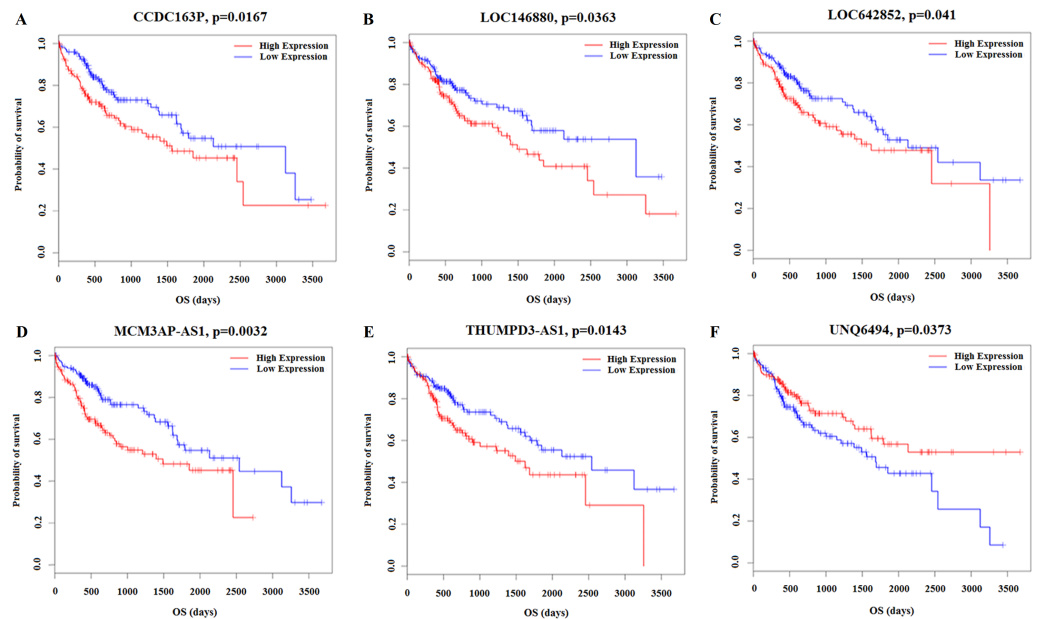 A
CCDC163P, p=0.0167
High Expression
Low Expression
Probability of survival
1.0
0.8
0.6
0.4
0.2
0.0
0 500 1000 1500 2000 2500 3000 3500
OS (days)
B
LOC146880, p=0.0363
High Expression
Low Expression
Probability of survival
1.0
0.8
0.6
0.4
0.2
0.0
0 500 1000 1500 2000 2500 3000 3500
OS (days)
C
LOC642852, p=0.041
High Expression
Low Expression
Probability of survival
1.0
0.8
0.6
0.4
0.2
0.0
0 500 1000 1500 2000 2500 3000 3500
OS (days)
D
MCM3AP-AS1, p=0.0032
High Expression
Low Expression
Probability of survival
1.0
0.8
0.6
0.4
0.2
0.0
0 500 1000 1500 2000 2500 3000 3500
OS (days)
E
THUMPD3-AS1, p=0.0143
High Expression
Low Expression
Probability of survival
1.0
0.8
0.6
0.4
0.2
0.0
0 500 1000 1500 2000 2500 3000 3500
OS (days)
F
UNQ6494, p=0.0373
High Expression
Low Expression
Probability of survival
1.0
0.8
0.6
0.4
0.2
0.0
0 500 1000 1500 2000 2500 3000 3500
OS (days)